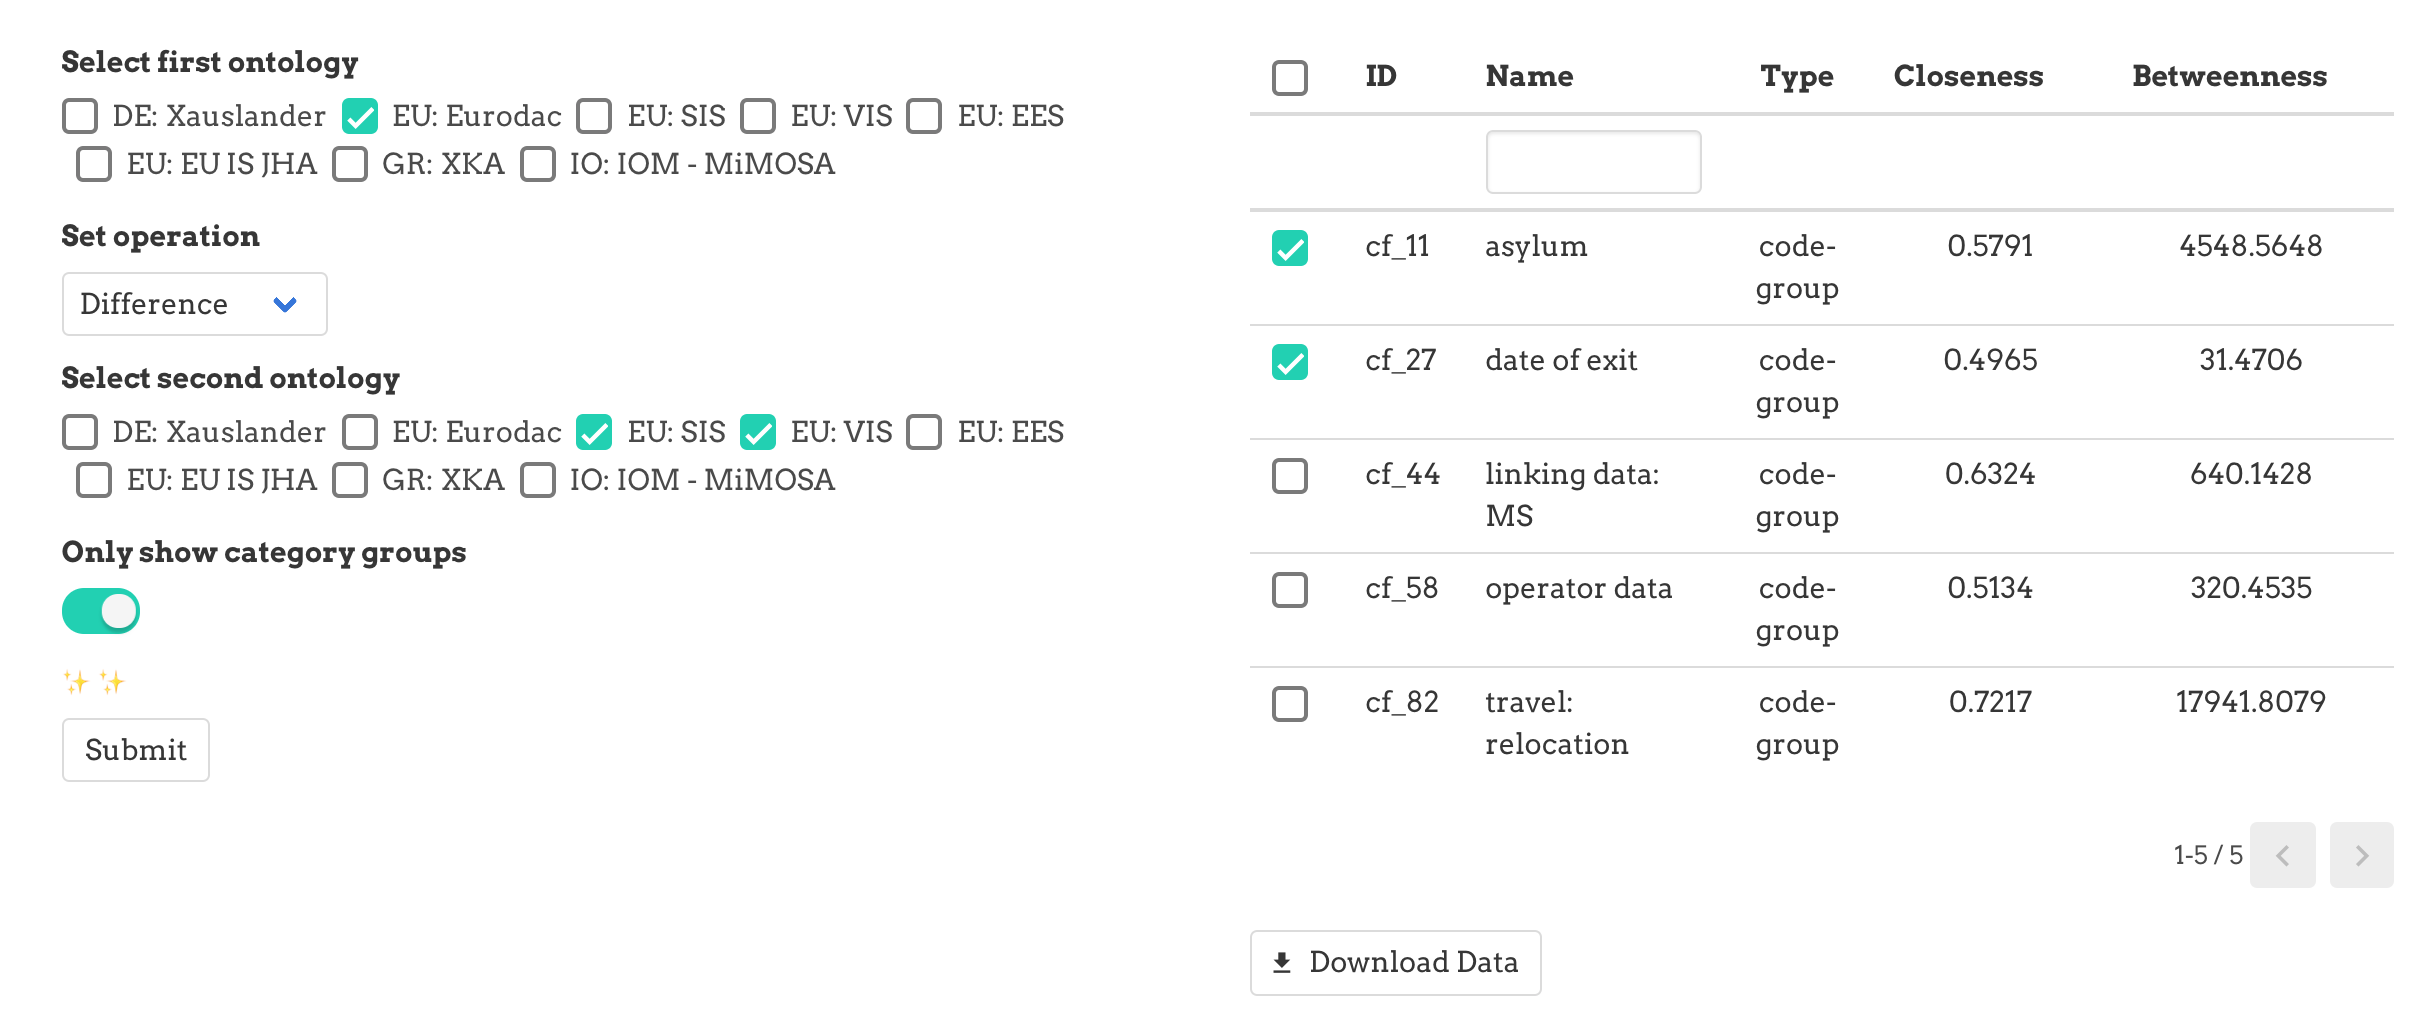 Select first ontology
DE: Xauslander EU: Eurodac EU: SIS EU: VIS EU: EES
EU: EU IS JHA GR: XKA IO: IOM - MiMOSA
Set operation
Difference
Select second ontology
DE: Xauslander EU: Eurodac EU: SIS EU: VIS EU: EES
EU: EU IS JHA GR: XKA IO: IOM - MiMOSA
Only show category groups
Submit
ID Name Type Closeness Betweenness
cf_11 asylum code- 0.5791 4548.5648
group
cf_27 date of exit code- 0.4965 31.4706
group
cf_44 linking data: code- 0.6324 640.1428
MS group
cf_58 operator data code- 0.5134 320.4535
group
cf_82 travel: code- 0.7217 17941.8079
relocation group
1-5 / 5
Download Data